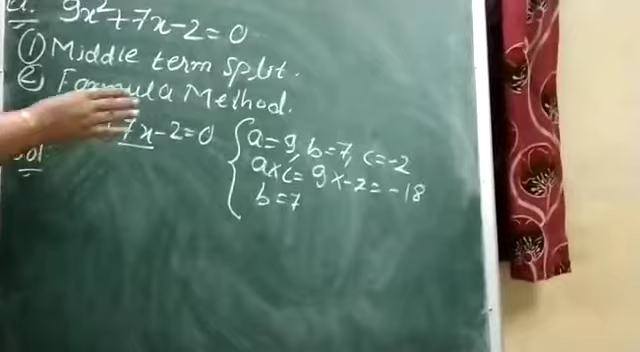 Q. 9x²+7x-2=0
① Middle term split.
② Formula Method.
Sol 7x-2=0 { a=9, b=7, c=-2
a×c= 9×-2= -18
b=7